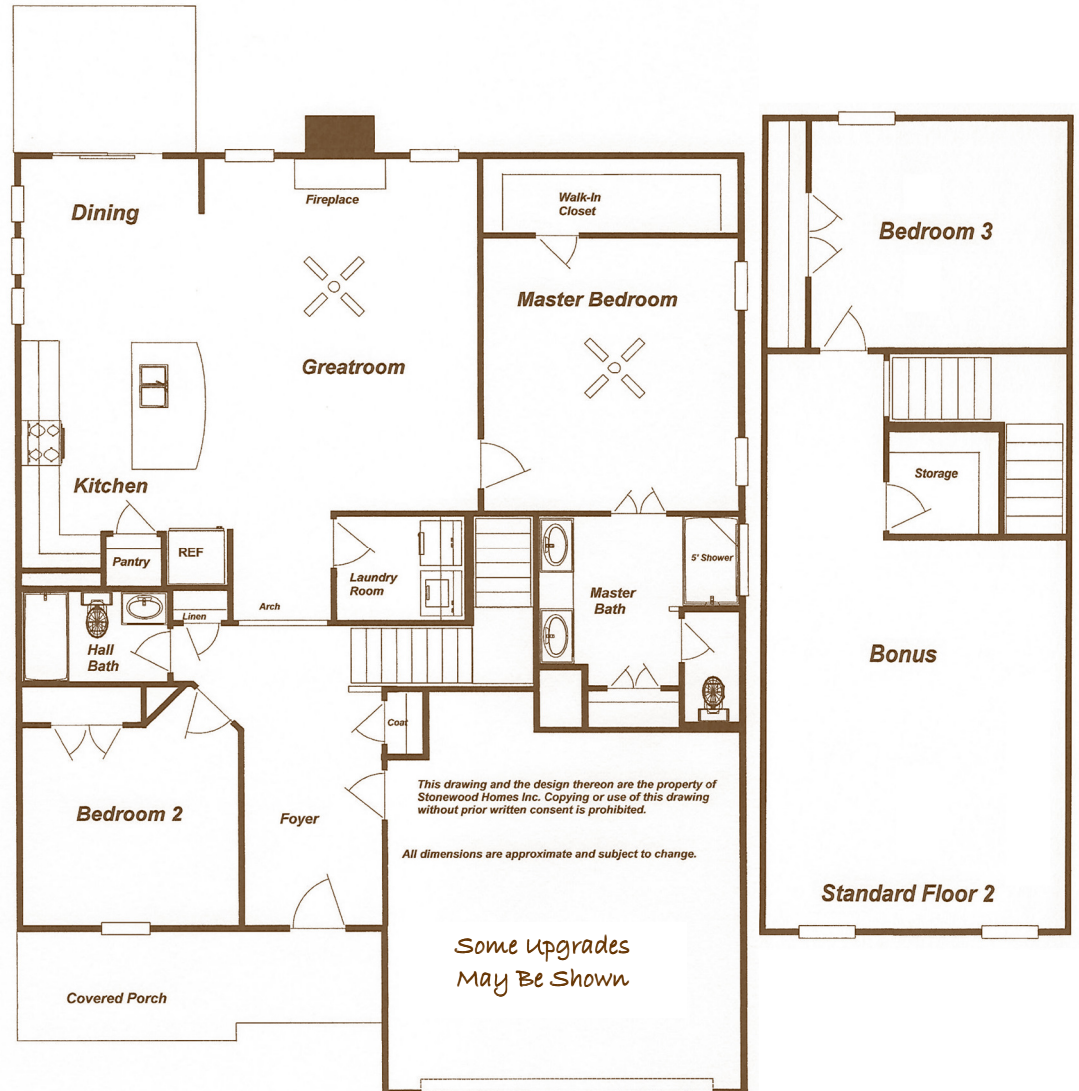 Dining
Fireplace
Walk-In
Closet
Bedroom 3
Master Bedroom
Greatroom
Kitchen
Storage
Pantry
REF
Laundry
Room
5' Shower
Master
Bath
Linen
Arch
Hall
Bath
Bonus
Coat
This drawing and the design thereon are the property of
Stonewood Homes Inc. Copying or use of this drawing
without prior written consent is prohibited.
Bedroom 2
Foyer
All dimensions are approximate and subject to change.
Standard Floor 2
Some Upgrades
May Be Shown
Covered Porch